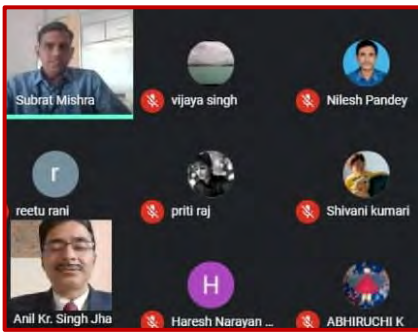 Subrat Mishra
vijaya singh
Nilesh Pandey
r
reetu rani
priti raj
Shivani kumari
Anil Kr. Singh Jha
H
Haresh Narayan ...
ABHIRUCHI K